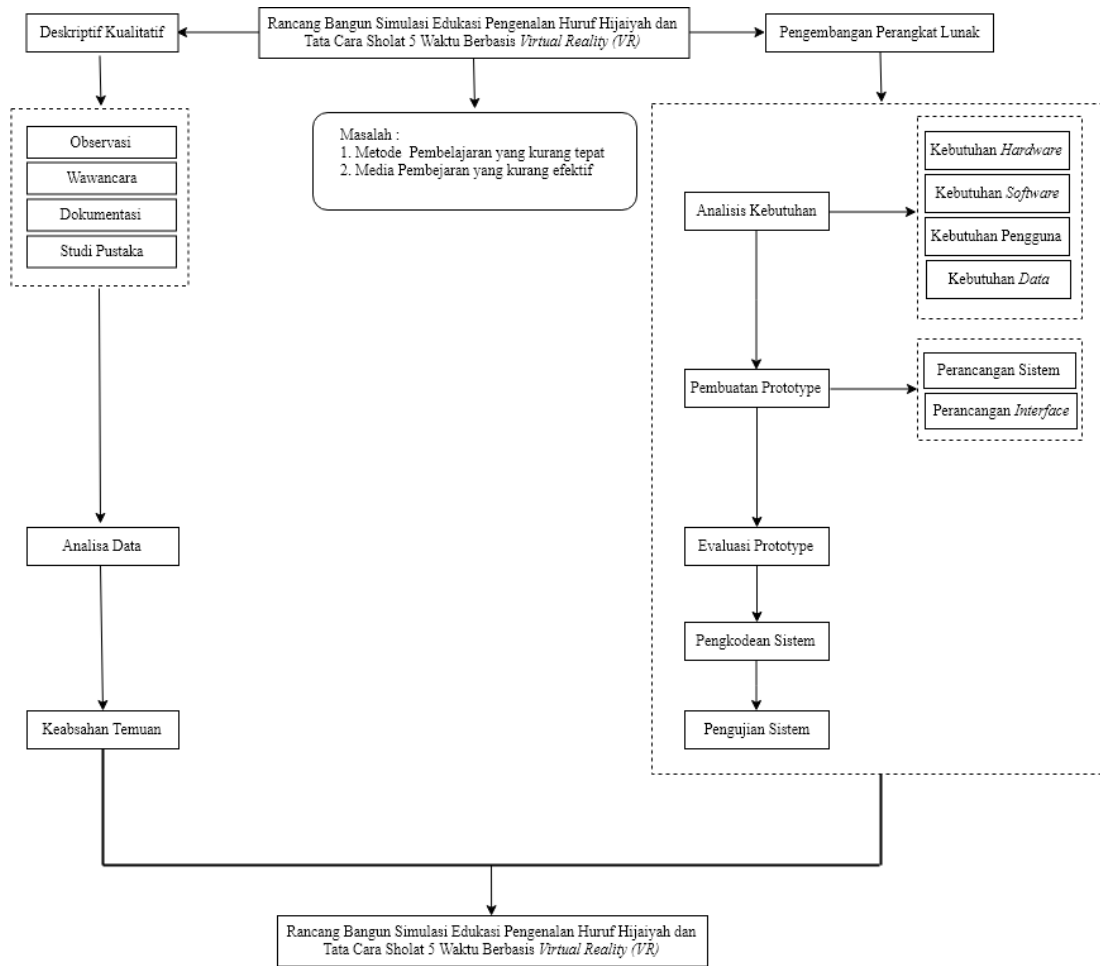 Deskriptif Kualitatif
Rancang Bangun Simulasi Edukasi Pengenalan Huruf Hijaiyah dan
Tata Cara Sholat 5 Waktu Berbasis Virtual Reality (VR)
Pengembangan Perangkat Lunak
Observasi
Wawancara
Dokumentasi
Studi Pustaka
Masalah :
1. Metode Pembelajaran yang kurang tepat
2. Media Pembejaran yang kurang efektif
Analisis Kebutuhan
Kebutuhan Hardware
Kebutuhan Software
Kebutuhan Pengguna
Kebutuhan Data
Pembuatan Prototype
Perancangan Sistem
Perancangan Interface
Analisa Data
Evaluasi Prototype
Pengkodean Sistem
Keabsahan Temuan
Pengujian Sistem
Rancang Bangun Simulasi Edukasi Pengenalan Huruf Hijaiyah dan
Tata Cara Sholat 5 Waktu Berbasis Virtual Reality (VR)